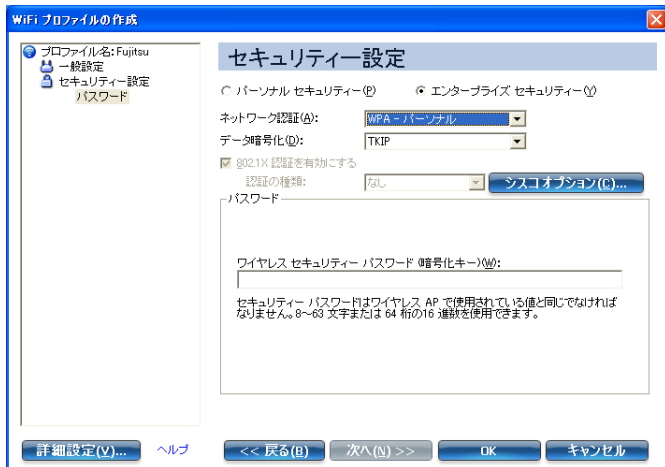 WiFi プロファイルの作成
プロファイル名: Fujitsu
一般設定
セキュリティー設定
パスワード
セキュリティー設定
パーソナル セキュリティー(P)
エンタープライズ セキュリティー(Y)
ネットワーク認証(A):
WPA - パーソナル
データ暗号化(D):
TKIP
802.1X 認証を有効にする
認証の種類:
なし
シスコ オプション(C)...
パスワード
ワイヤレス セキュリティー パスワード (暗号化キー)(W):
セキュリティー パスワードはワイヤレス AP で使用されている値と同じでなければ
なりません。8～63 文字または 64 桁の16 進数を使用できます。
詳細設定(V)...
ヘルプ
<< 戻る(B)
次へ(N) >>
OK
キャンセル